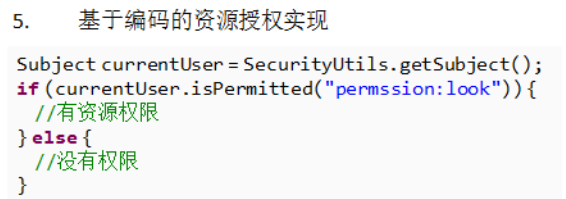 5. 基于编码的资源授权实现
Subject currentUser = SecurityUtils.getSubject();
if (currentUser.isPermitted("permssion:look")){
//有资源权限
}else{
//没有权限
}